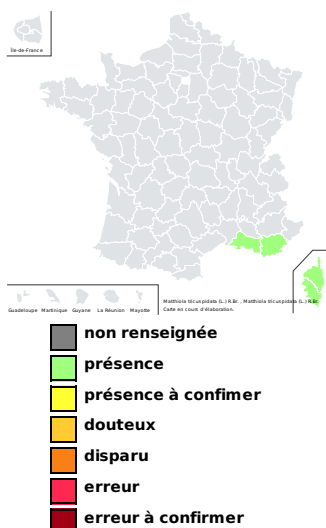 Île-de-France
Matthiola tricuspidata (L.) R.Br. , Matthiola tricuspidata (L.) R.Br.
Carte en cours d'élaboration.
Guadeloupe Martinique Guyane La Réunion Mayotte
non renseignée
présence
présence à confimer
douteux
disparu
erreur
erreur à confirmer